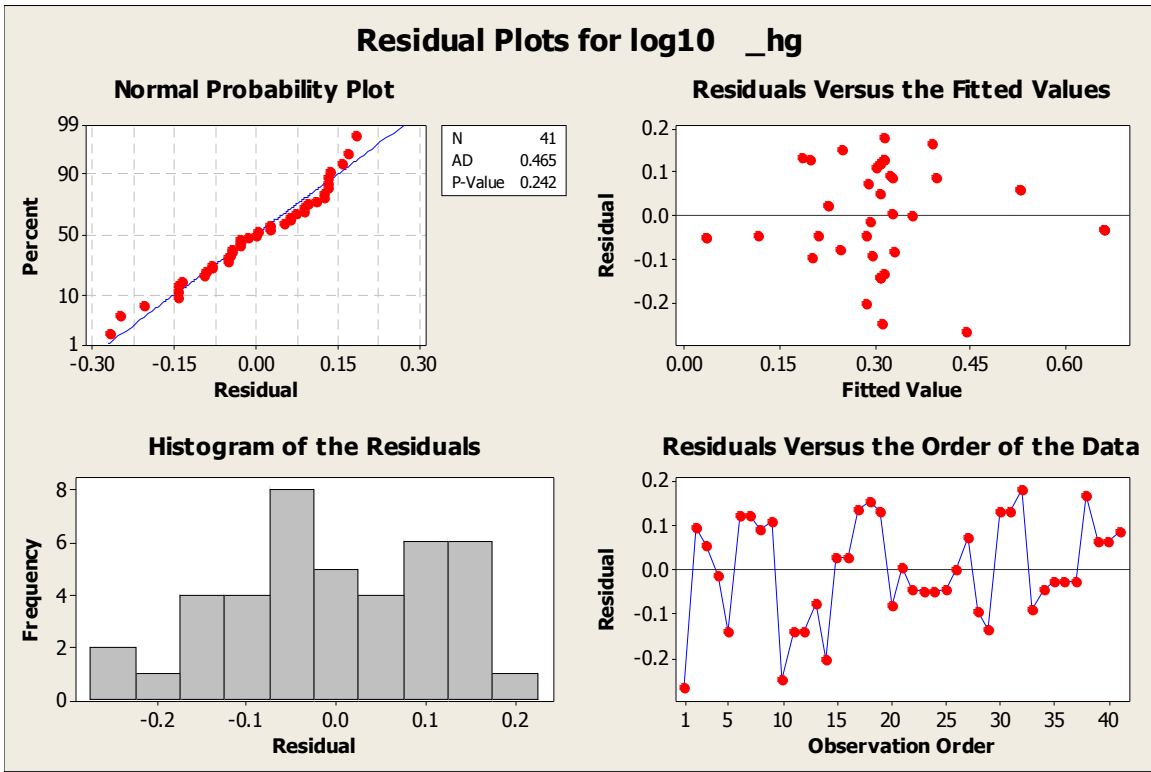 Residual Plots for log10 _hg
Normal Probability Plot
99
90
50
10
1
Percent
-0.30
-0.15
0.00
0.15
0.30
Residual
N 41
AD 0.465
P-Value 0.242
Residuals Versus the Fitted Values
0.2
0.1
0.0
-0.1
-0.2
Residual
0.00
0.15
0.30
0.45
0.60
Fitted Value
Histogram of the Residuals
8
6
4
2
0
Frequency
-0.2
-0.1
0.0
0.1
0.2
Residual
Residuals Versus the Order of the Data
0.2
0.1
0.0
-0.1
-0.2
Residual
1
5
10
15
20
25
30
35
40
Observation Order